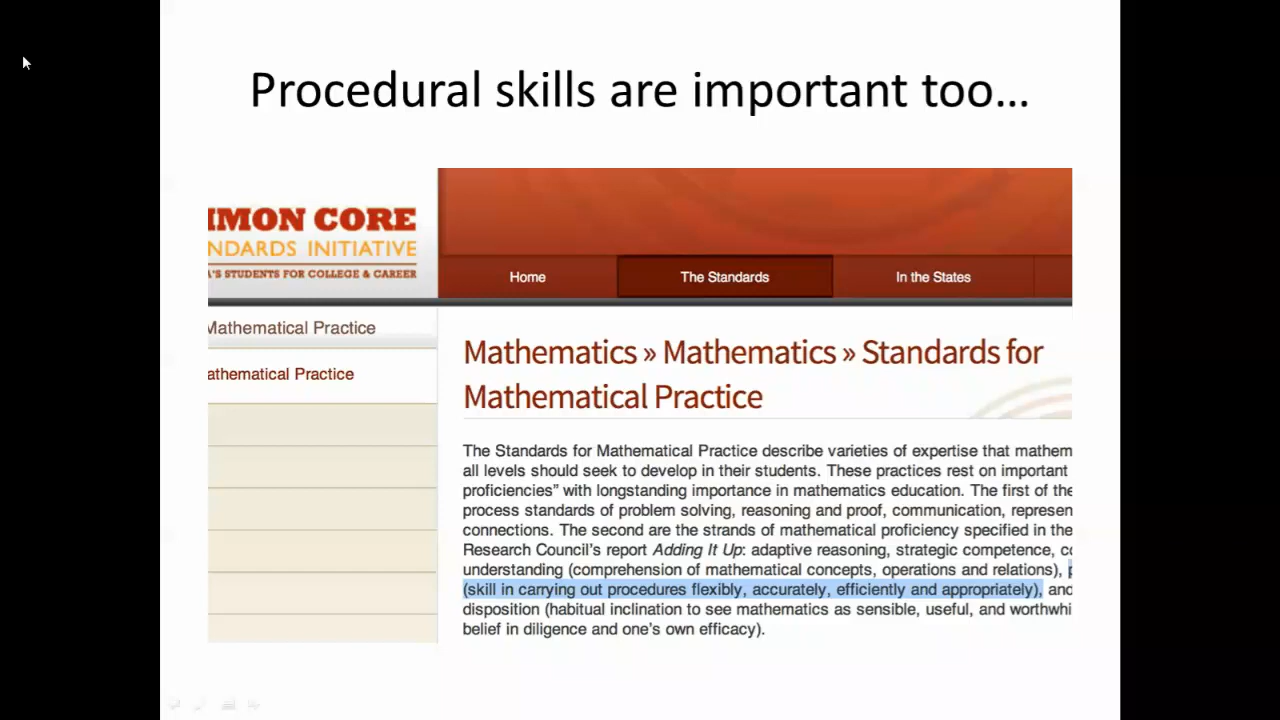 Procedural skills are important too...
MMON CORE
NDARDS INITIATIVE
A'S STUDENTS FOR COLLEGE & CAREER
Home
The Standards
In the States
Mathematical Practice
athematical Practice
Mathematics » Mathematics » Standards for
Mathematical Practice
The Standards for Mathematical Practice describe varieties of expertise that mathem
all levels should seek to develop in their students. These practices rest on important
proficiencies” with longstanding importance in mathematics education. The first of the
process standards of problem solving, reasoning and proof, communication, represen
connections. The second are the strands of mathematical proficiency specified in the
Research Council’s report Adding It Up: adaptive reasoning, strategic competence, co
understanding (comprehension of mathematical concepts, operations and relations), p
(skill in carrying out procedures flexibly, accurately, efficiently and appropriately), and
disposition (habitual inclination to see mathematics as sensible, useful, and worthwhi
belief in diligence and one’s own efficacy).